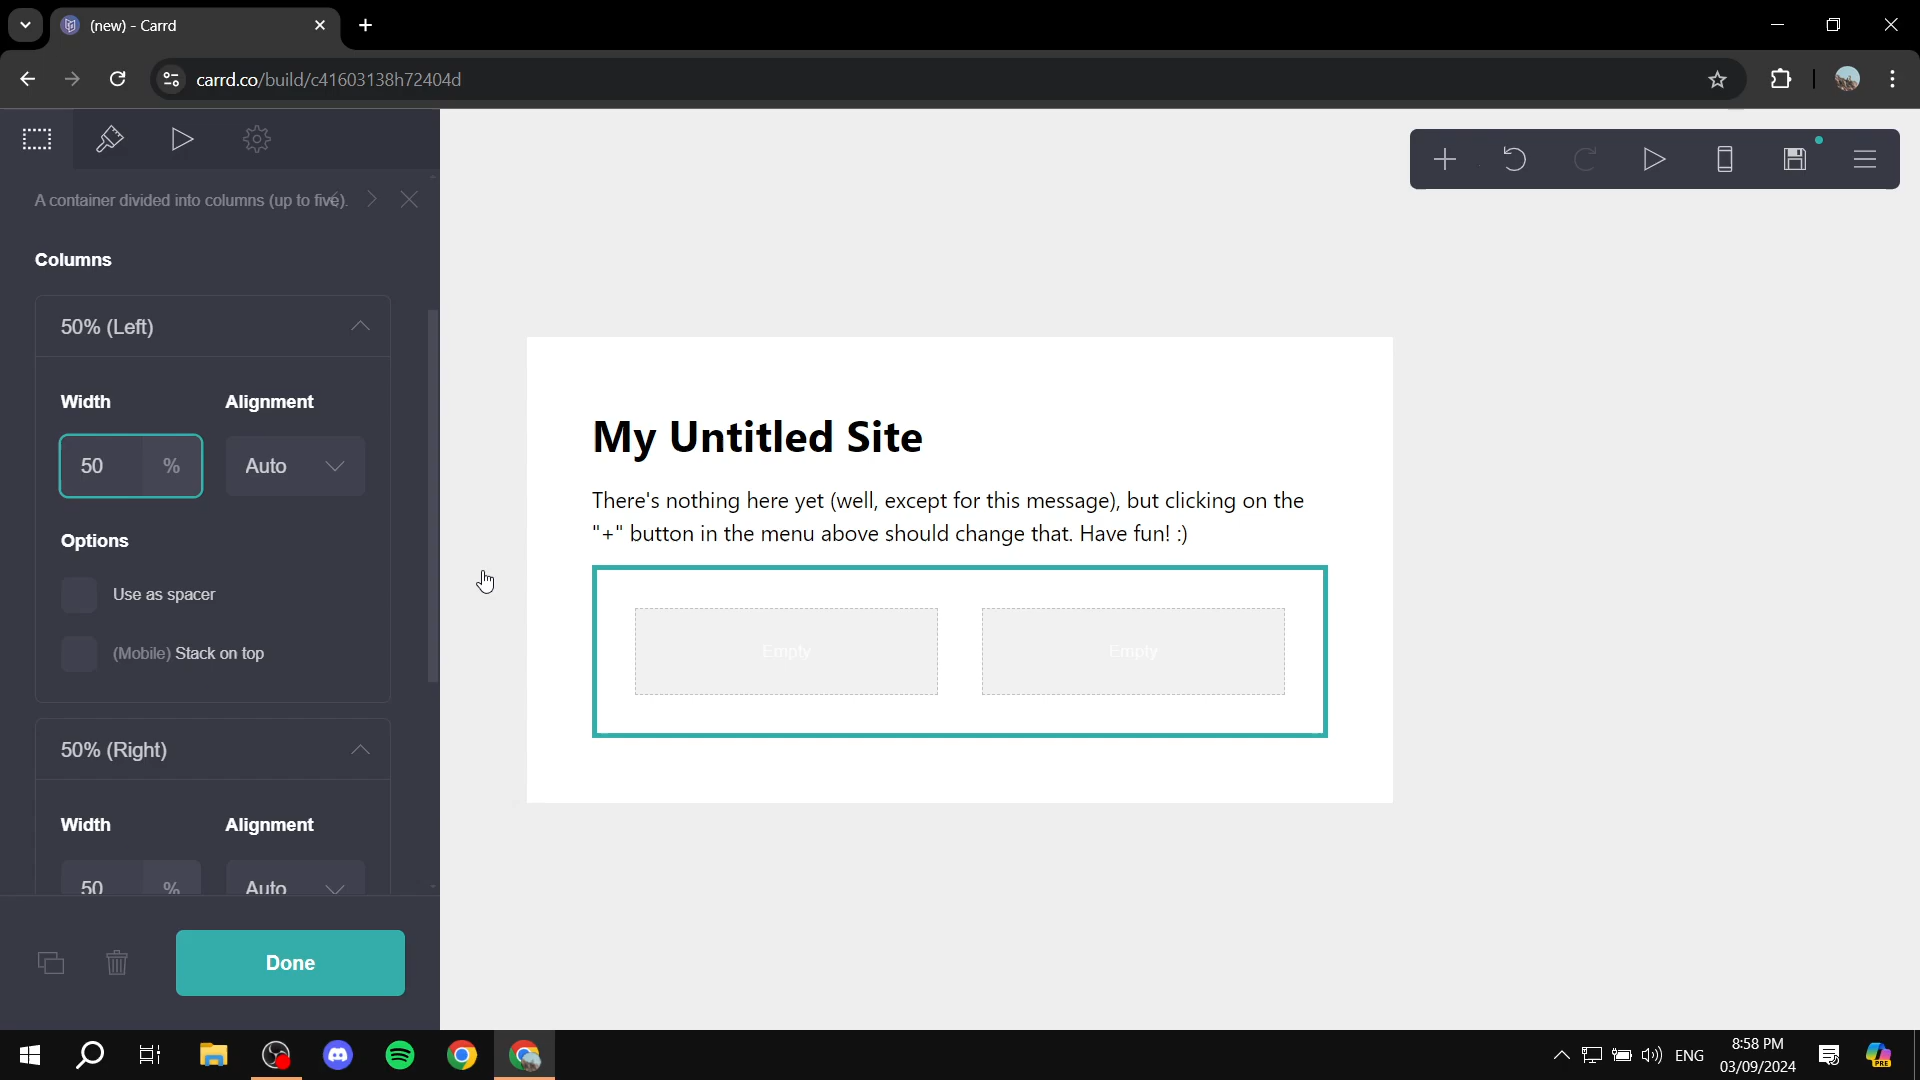 (new) - Carrd
carrd.co/build/c41603138h72404d
A container divided into columns (up to five).
Columns
50% (Left)
Width Alignment
50 % Auto
Options
Use as spacer
(Mobile) Stack on top
50% (Right)
Width Alignment
50 % Auto
Done
My Untitled Site
There's nothing here yet (well, except for this message), but clicking on the
"+" button in the menu above should change that. Have fun! :)
Empty Empty
ENG
8:58 PM
03/09/2024
PRE